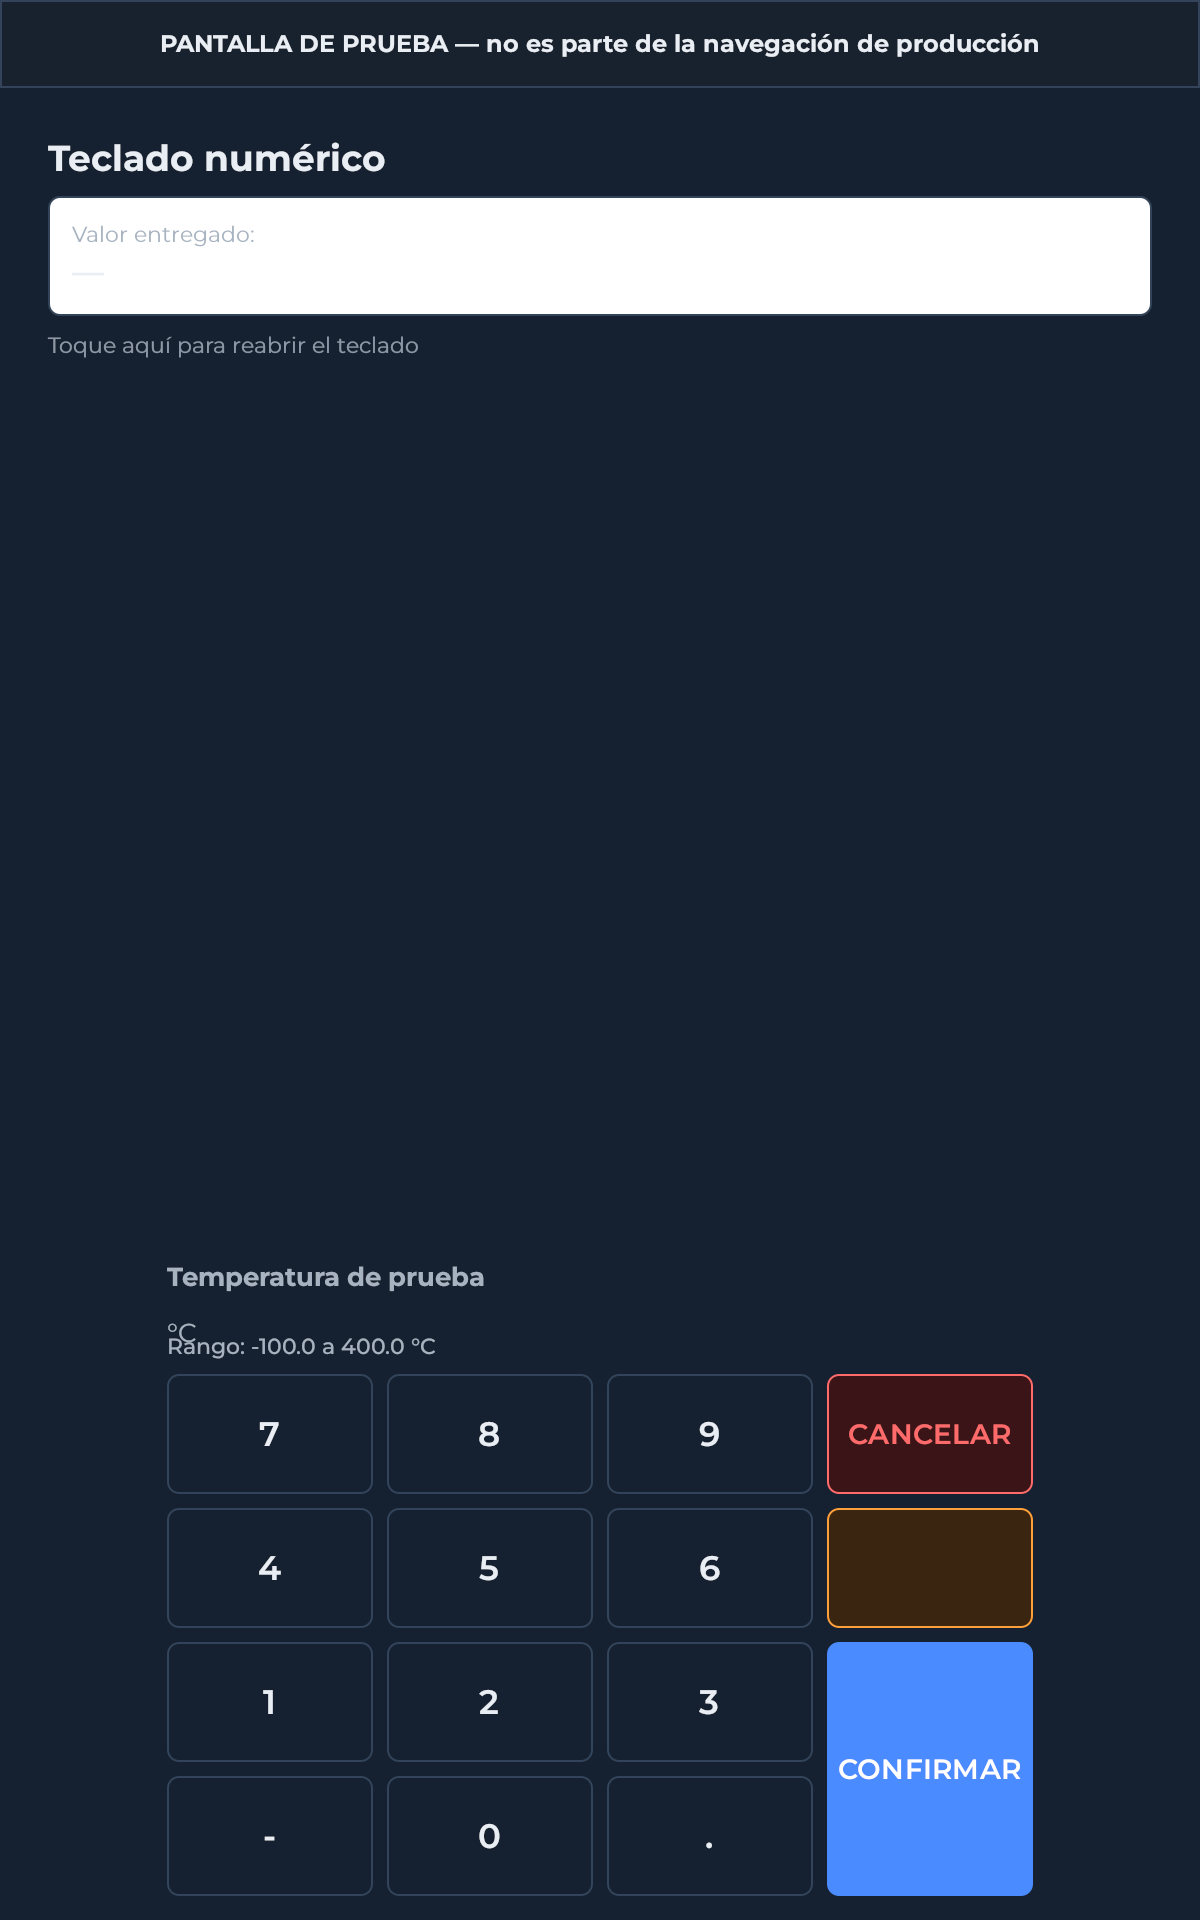 PANTALLA DE PRUEBA — no es parte de la navegación de producción
Teclado numérico
Valor entregado:
—
Toque aquí para reabrir el teclado
Temperatura de prueba
°C
Rango: -100.0 a 400.0 °C
7 8 9 CANCELAR
4 5 6
1 2 3
CONFIRMAR
- 0 .